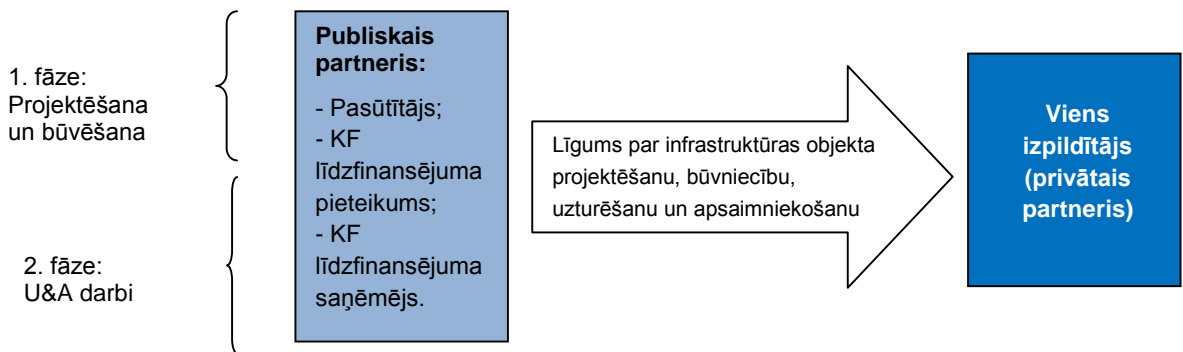 1. fāze:
Projektēšana
un būvēšana
2. fāze:
U&A darbi
Publiskais
partneris:
- Pasūtītājs;
- KF
līdzfinansējuma
pieteikums;
- KF
līdzfinansējuma
saņēmējs.
Līgums par infrastruktūras objekta
projektēšanu, būvniecību,
uzturēšanu un apsaimniekošanu
Viens
izpildītājs
(privātais
partneris)